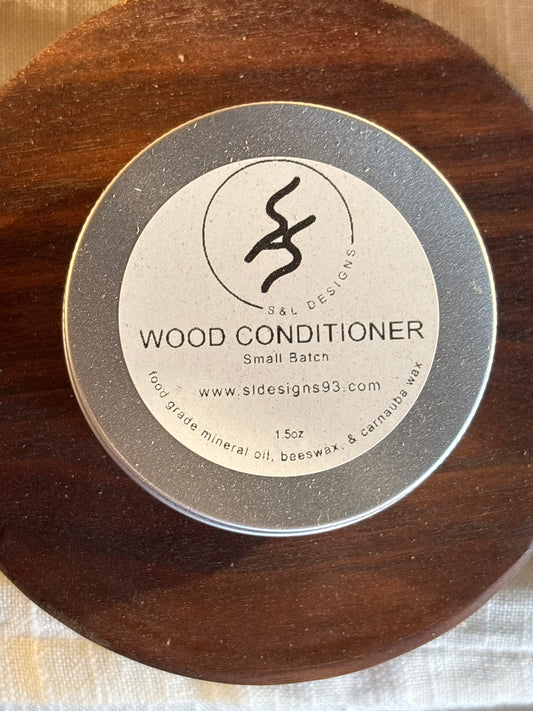 S&L DESIGNS
WOOD CONDITIONER
Small Batch
www.sldesigns93.com
1.5oz
food grade mineral oil, beeswax, & carnauba wax